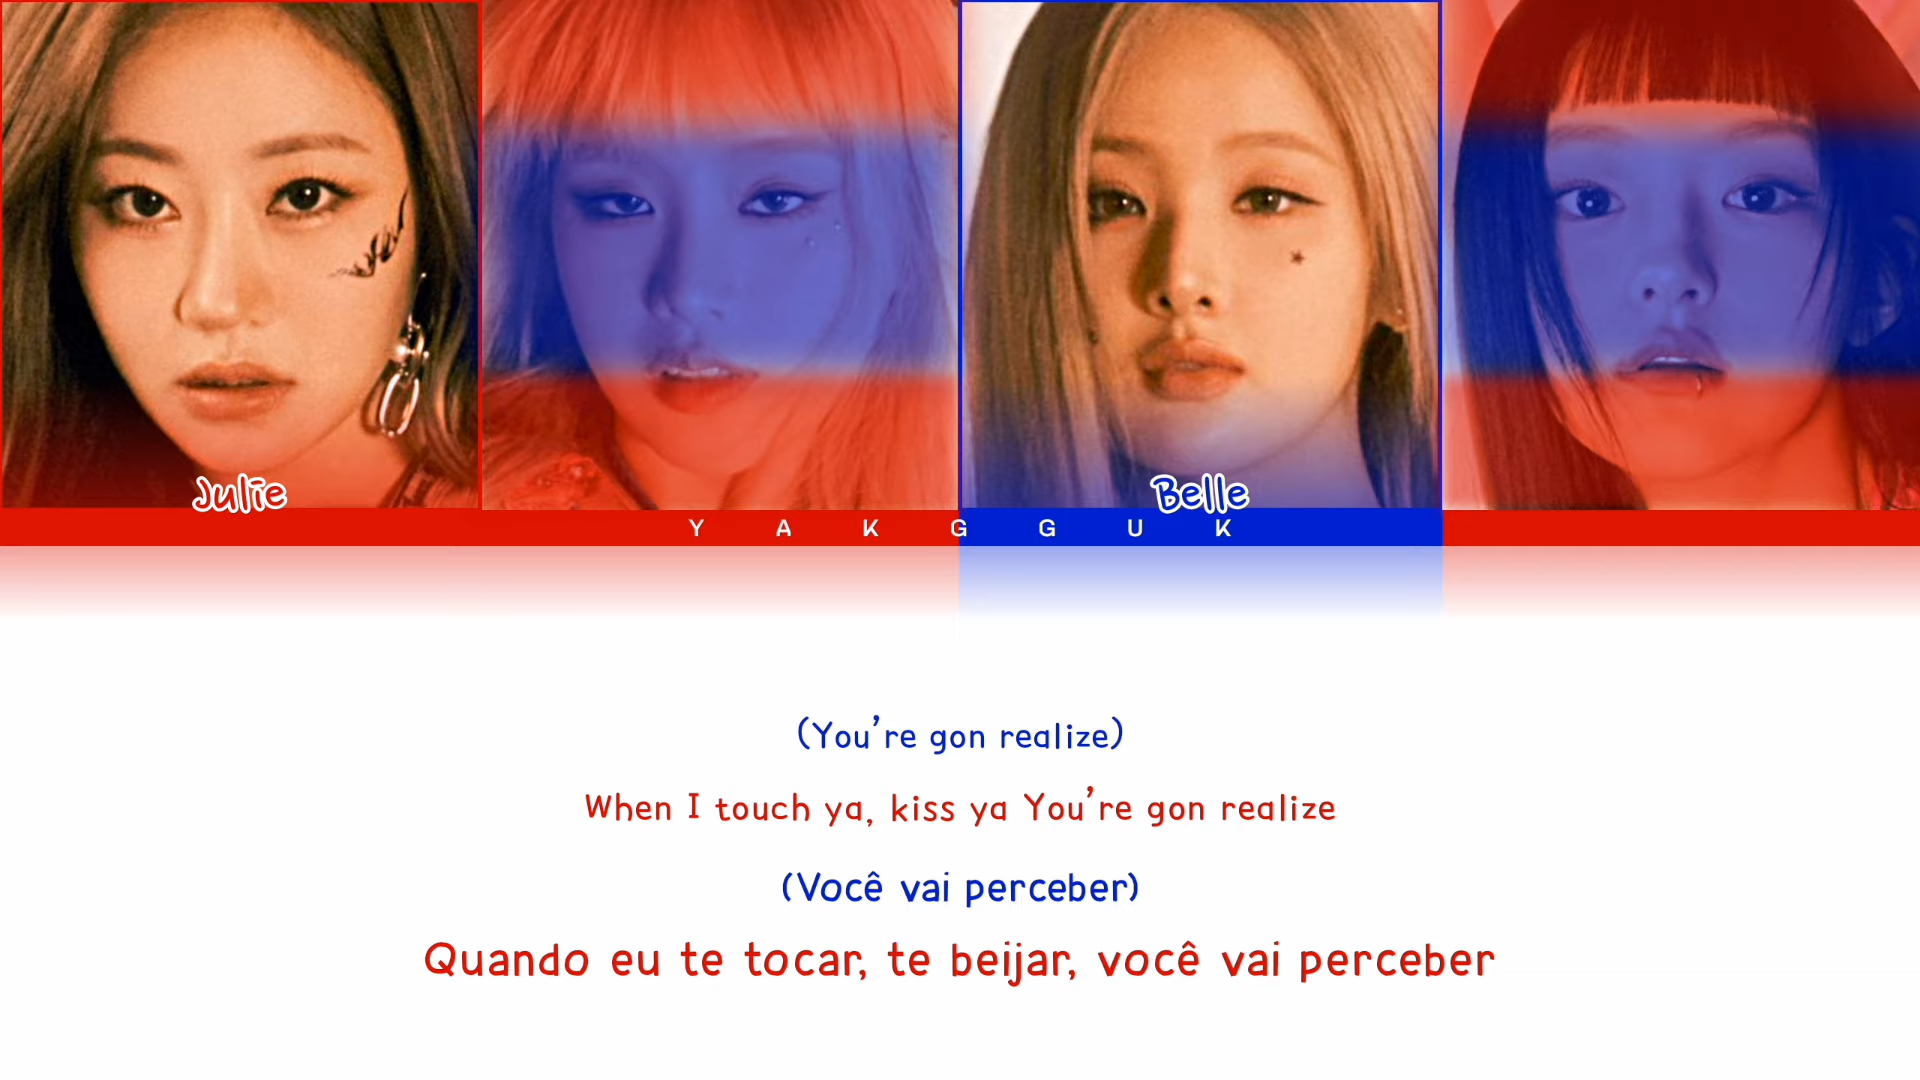 Julie
Belle
YAKGGUK
(You're gon realize)
When I touch ya, kiss ya You're gon realize
(Você vai perceber)
Quando eu te tocar, te beijar, você vai perceber